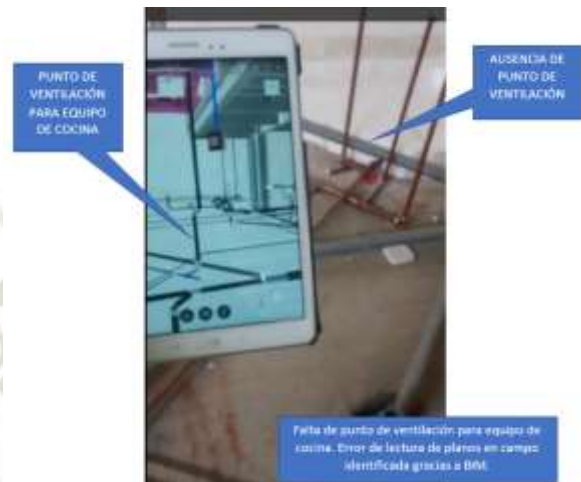 PUNTO DE
VENTILACIÓN
PARA EQUIPO
DE COCINA
AUSENCIA DE
PUNTO DE
VENTILACIÓN
Falta de punto de ventilación para equipo de
cocina. Error de lectura de planos en campo
identificada gracias a BIM.